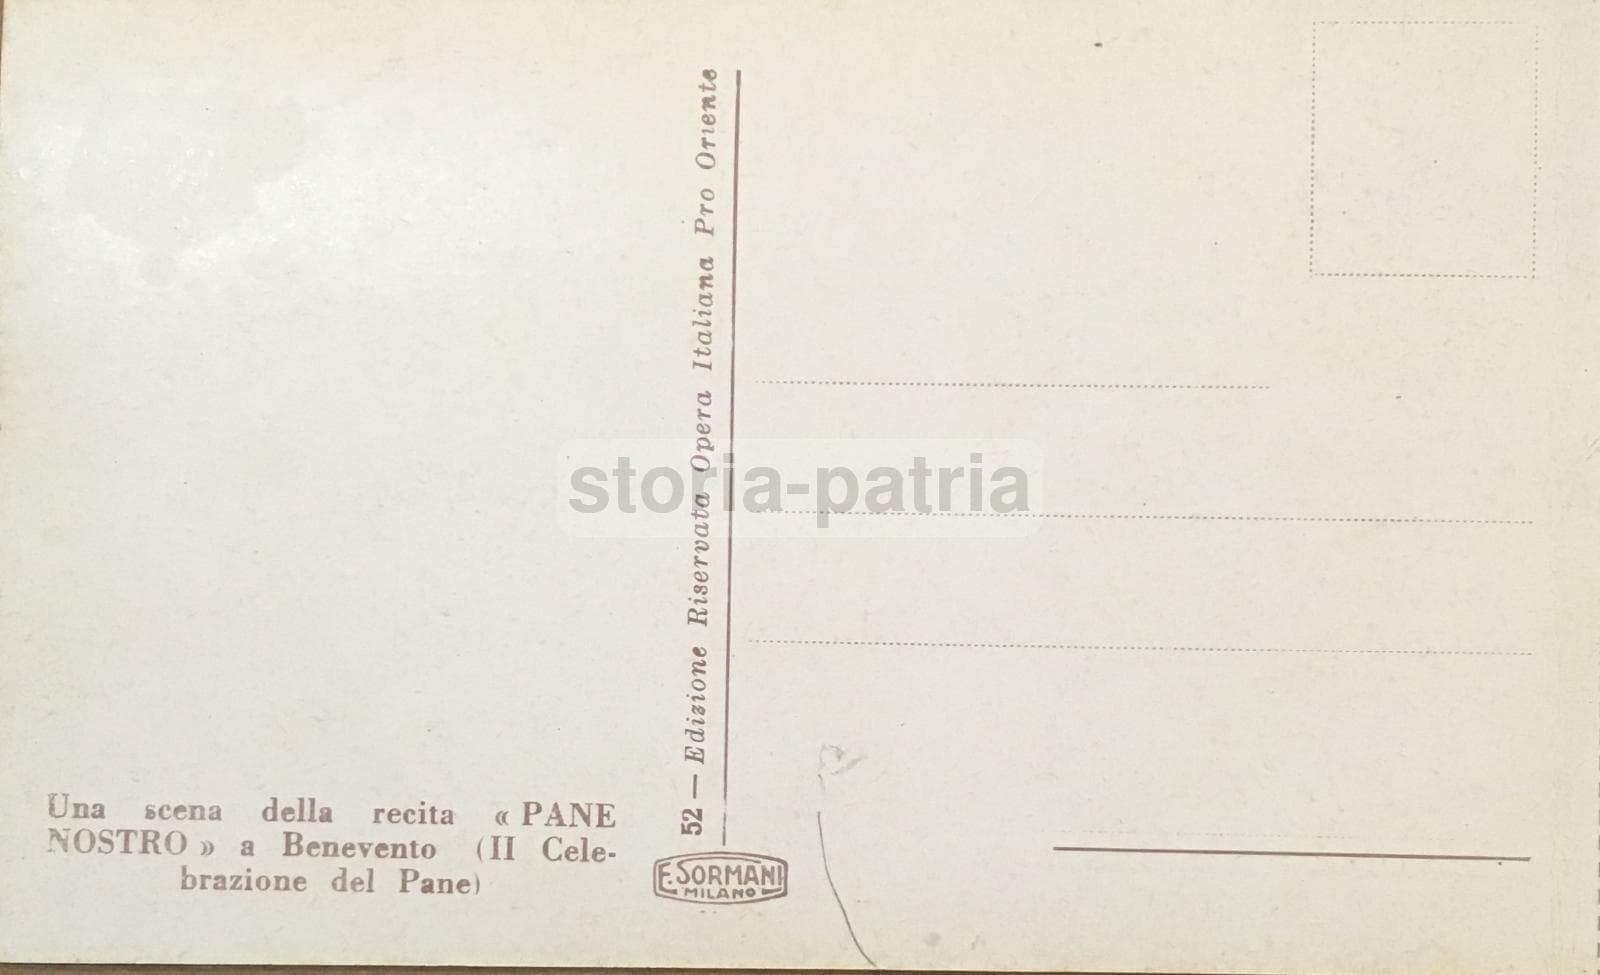 Una scena della recita « PANE
NOSTRO » a Benevento (II Cele-
brazione del Pane)
52 — Edizione Riservata Opera Italiana Pro Oriente
F. SORMANI
MILANO
storia-patria